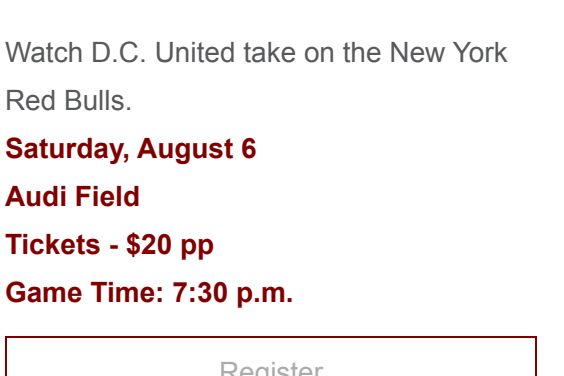 Watch D.C. United take on the New York
Red Bulls.
Saturday, August 6
Audi Field
Tickets - $20 pp
Game Time: 7:30 p.m.
Register